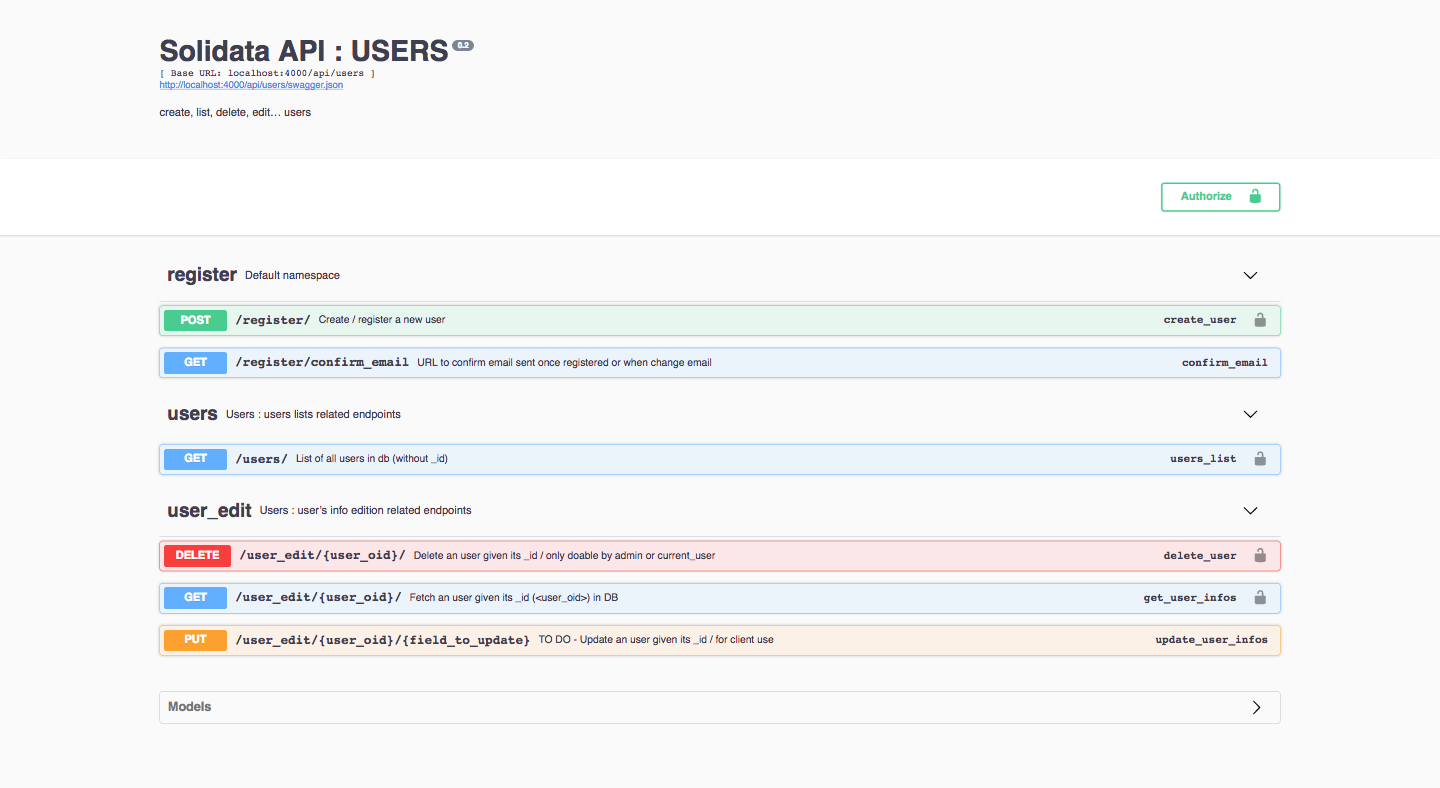 Solidata API : USERS 0.2
[ Base URL: localhost:4000/api/users ]
http://localhost:4000/api/users/swagger.json
create, list, delete, edit... users
Authorize
register Default namespace
POST /register/ Create / register a new user create_user
GET /register/confirm_email URL to confirm email sent once registered or when change email confirm_email
users Users : users lists related endpoints
GET /users/ List of all users in db (without _id) users_list
user_edit Users : user's info edition related endpoints
DELETE /user_edit/{user_oid}/ Delete an user given its _id / only doable by admin or current_user delete_user
GET /user_edit/{user_oid}/ Fetch an user given its _id (<user_oid>) in DB get_user_infos
PUT /user_edit/{user_oid}/{field_to_update} TO DO - Update an user given its _id / for client use update_user_infos
Models